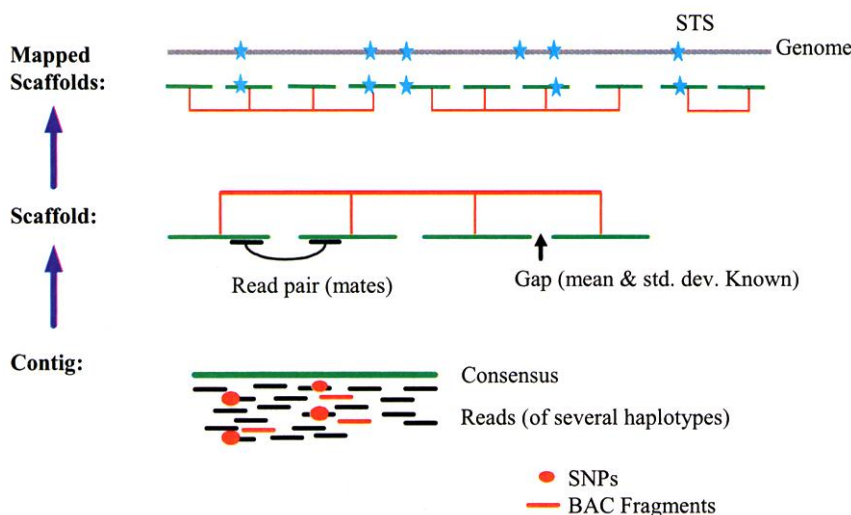 STS
Genome
Mapped
Scaffolds:
Scaffold:
Read pair (mates)
Gap (mean & std. dev. Known)
Contig:
Consensus
Reads (of several haplotypes)
SNPs
BAC Fragments